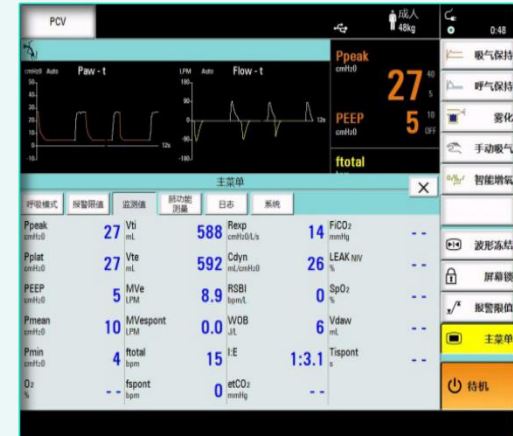 PCV
成人
48kg
0:48
cmH₂O Auto Paw - t
LPM Auto Flow - t
12s
12s
Ppeak
cmH₂O
27
40
5
PEEP
cmH₂O
5
10
OFF
ftotal
吸气保持
呼气保持
雾化
手动吸气
智能增氧
波形冻结
屏幕锁
报警限值
主菜单
待机
主菜单
呼吸模式 报警限值 监测值 肺功能测量 日志 系统
Ppeak cmH₂O 27 Vti mL 588 Rexp cmH₂O/L/s 14 FiCO₂ mmHg - -
Pplat cmH₂O 27 Vte mL 592 Cdyn mL/cmH₂O 26 LEAK NIV % - -
PEEP cmH₂O 5 MVe LPM 8.9 RSBI bpm/L 0 SpO₂ % - -
Pmean cmH₂O 10 MVespont LPM 0.0 WOB J/L 6 Vdaw mL - -
Pmin cmH₂O 4 ftotal bpm 15 I:E 1:3.1 Tispont s - -
O₂ % - - fspont bpm 0 etCO₂ mmHg - -